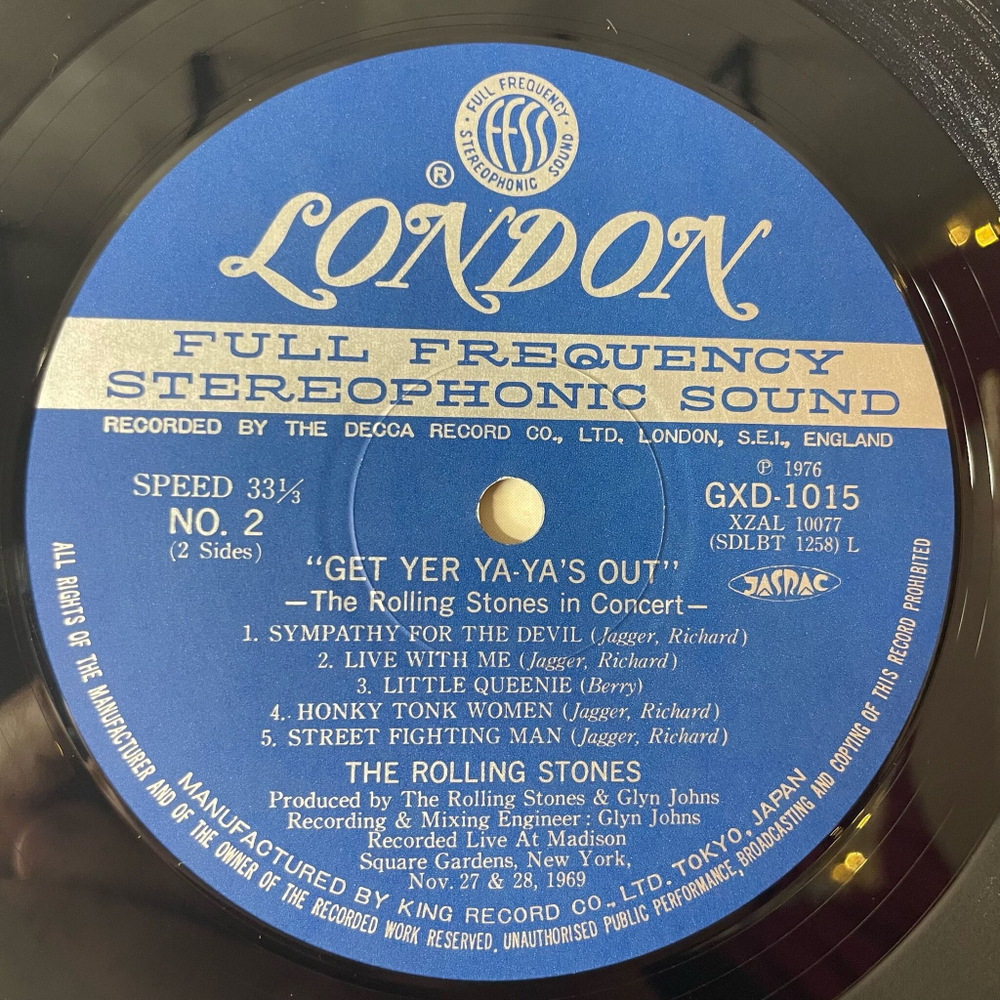 FULL FREQUENCY
FFSS
STEREOPHONIC SOUND
®
LONDON
FULL FREQUENCY
STEREOPHONIC SOUND
RECORDED BY THE DECCA RECORD CO., LTD. LONDON, S.E.I., ENGLAND
SPEED 33⅓
NO. 2
(2 Sides)
℗ 1976
GXD-1015
XZAL 10077
(SDLBT 1258) L
JASRAC
"GET YER YA-YA'S OUT"
—The Rolling Stones in Concert—
1. SYMPATHY FOR THE DEVIL (Jagger, Richard)
2. LIVE WITH ME (Jagger, Richard)
3. LITTLE QUEENIE (Berry)
4. HONKY TONK WOMEN (Jagger, Richard)
5. STREET FIGHTING MAN (Jagger, Richard)
THE ROLLING STONES
Produced by The Rolling Stones & Glyn Johns
Recording & Mixing Engineer : Glyn Johns
Recorded Live At Madison
Square Gardens, New York,
Nov. 27 & 28, 1969
MANUFACTURED BY KING RECORD CO., LTD. TOKYO, JAPAN
ALL RIGHTS OF THE MANUFACTURER AND OF THE OWNER OF THE RECORDED WORK RESERVED. UNAUTHORISED PUBLIC PERFORMANCE, BROADCASTING AND COPYING OF THIS RECORD PROHIBITED